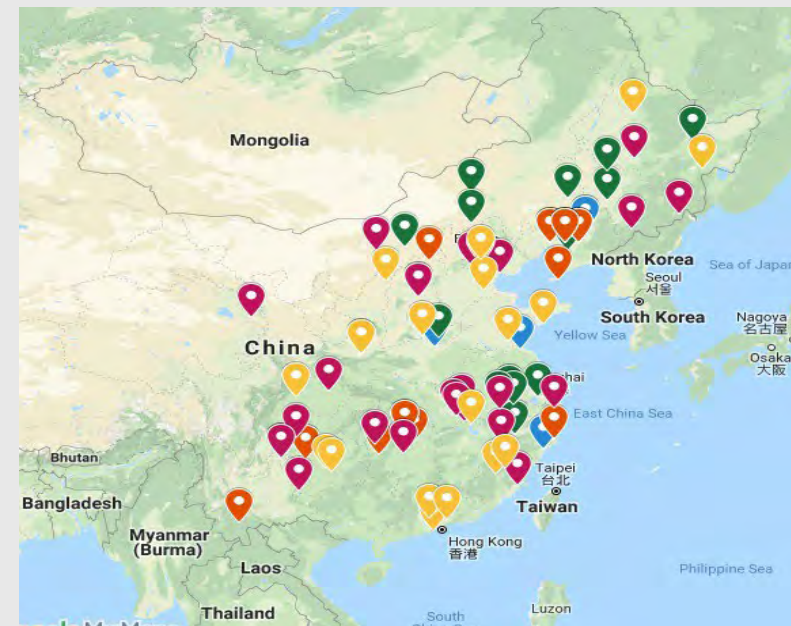 Mongolia
North Korea
Seoul
서울
Sea of Japa
South Korea
Nagoya
名古屋
Yellow Sea
Osaka
大阪
China
hai
East China Sea
Bhutan
Taipei
台北
Bangladesh
Taiwan
Myanmar
(Burma)
Hong Kong
香港
Laos
Philippine Sea
Thailand
Luzon
South